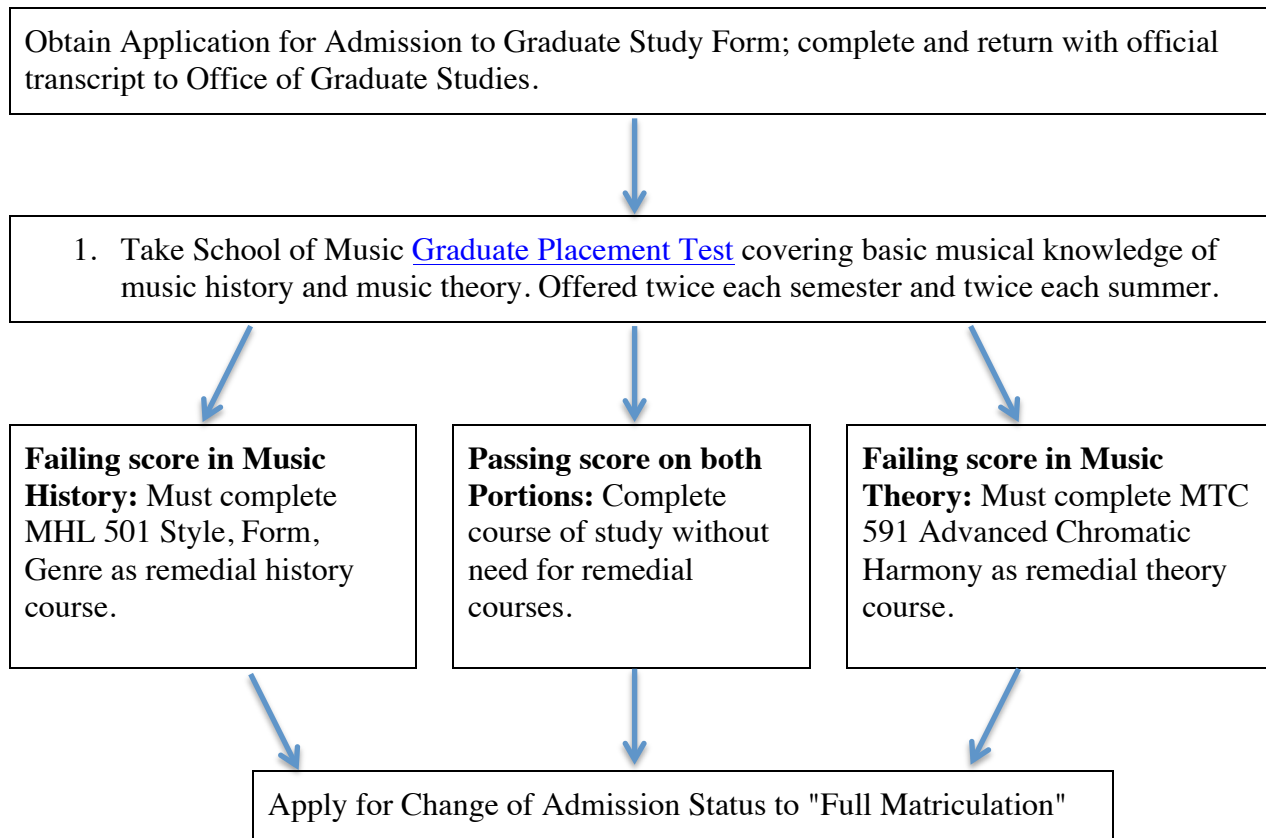 Obtain Application for Admission to Graduate Study Form; complete and return with official
transcript to Office of Graduate Studies.
1. Take School of Music Graduate Placement Test covering basic musical knowledge of
music history and music theory. Offered twice each semester and twice each summer.
Failing score in Music
History: Must complete
MHL 501 Style, Form,
Genre as remedial history
course.
Passing score on both
Portions: Complete
course of study without
need for remedial
courses.
Failing score in Music
Theory: Must complete MTC
591 Advanced Chromatic
Harmony as remedial theory
course.
Apply for Change of Admission Status to "Full Matriculation"